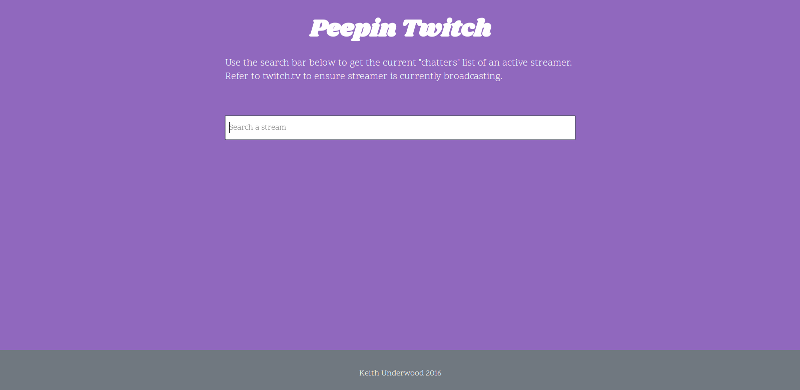 Peepin Twitch
Use the search bar below to get the current "chatters" list of an active streamer.
Refer to twitch.tv to ensure streamer is currently broadcasting.
Search a stream
Keith Underwood 2016